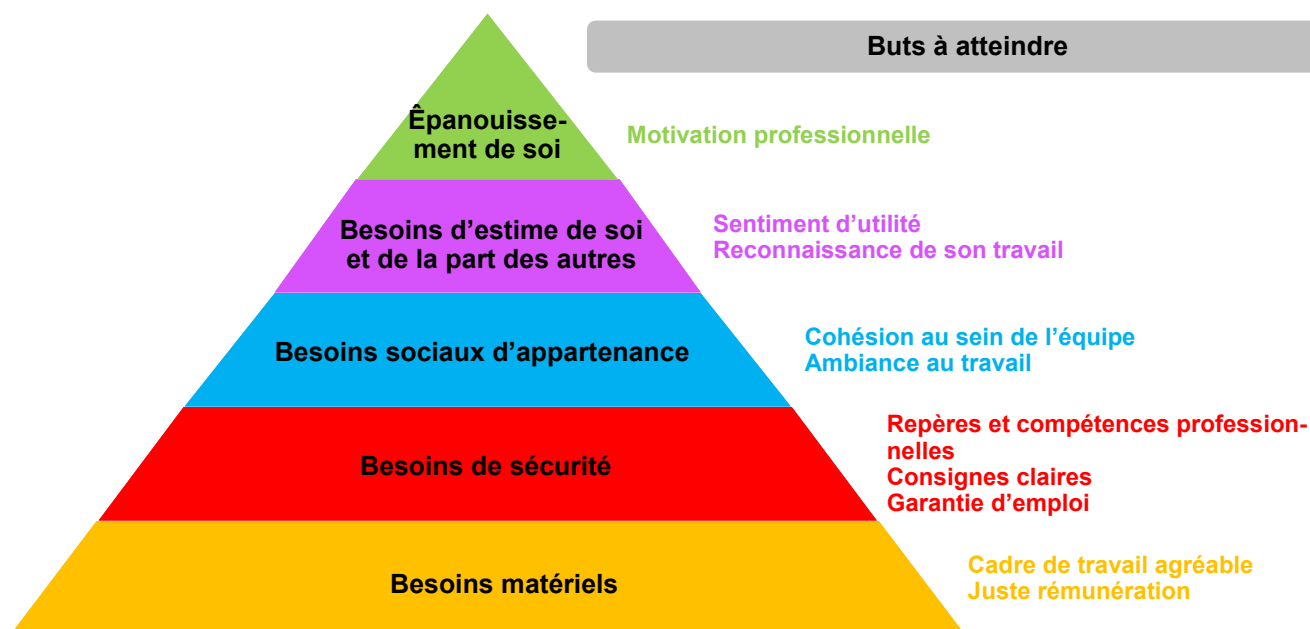 Buts à atteindre
Êpanouisse-
ment de soi
Motivation professionnelle
Besoins d’estime de soi
et de la part des autres
Sentiment d’utilité
Reconnaissance de son travail
Besoins sociaux d’appartenance
Cohésion au sein de l’équipe
Ambiance au travail
Besoins de sécurité
Repères et compétences profession-
nelles
Consignes claires
Garantie d’emploi
Besoins matériels
Cadre de travail agréable
Juste rémunération